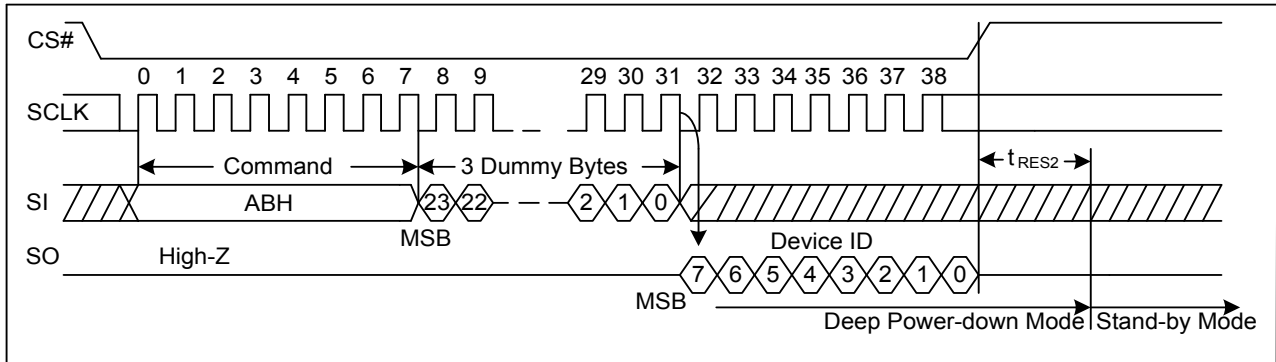 CS#
0 1 2 3 4 5 6 7 8 9 29 30 31 32 33 34 35 36 37 38
SCLK
Command 3 Dummy Bytes tRES2
SI ABH 23 22 2 1 0
MSB Device ID
SO High-Z
7 6 5 4 3 2 1 0
MSB
Deep Power-down Mode Stand-by Mode